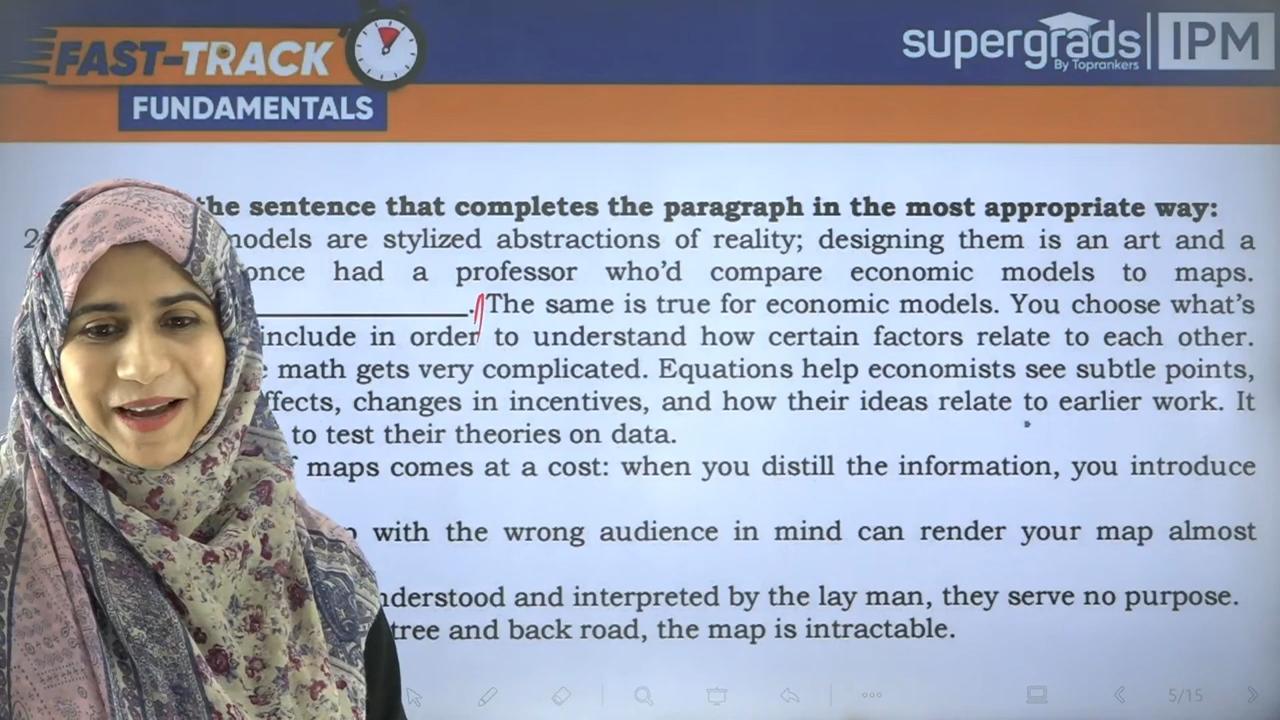 FAST-TRACK
FUNDAMENTALS
supergrads IPM
By Toprankers
the sentence that completes the paragraph in the most appropriate way:
2 models are stylized abstractions of reality; designing them is an art and a
once had a professor who'd compare economic models to maps.
. The same is true for economic models. You choose what's
include in order to understand how certain factors relate to each other.
math gets very complicated. Equations help economists see subtle points,
ffects, changes in incentives, and how their ideas relate to earlier work. It
to test their theories on data.
f maps comes at a cost: when you distill the information, you introduce
p with the wrong audience in mind can render your map almost
nderstood and interpreted by the lay man, they serve no purpose.
tree and back road, the map is intractable.
5/15